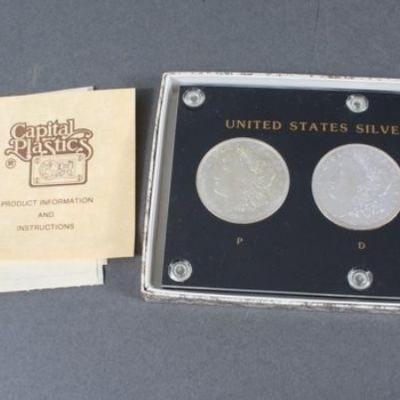 Capital
Plastics
®
PRODUCT INFORMATION
AND
INSTRUCTIONS
UNITED STATES SILVE
P
D